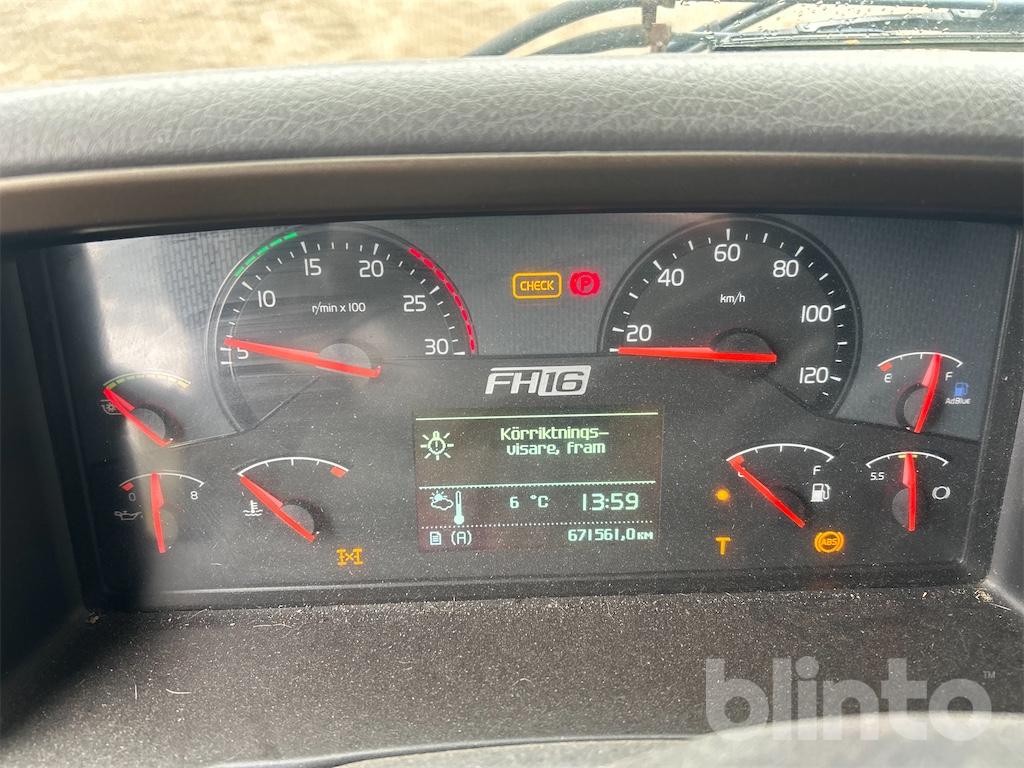 5
10
15
20
25
30
r/min x 100
CHECK
P
20
40
60
80
100
120
km/h
FH16
Körriktnings-
visare, fram
6 °C 13:59
(A) 671561,0 KM
0 8
F
E F
AdBlue
5.5
T
ABS
blinto™